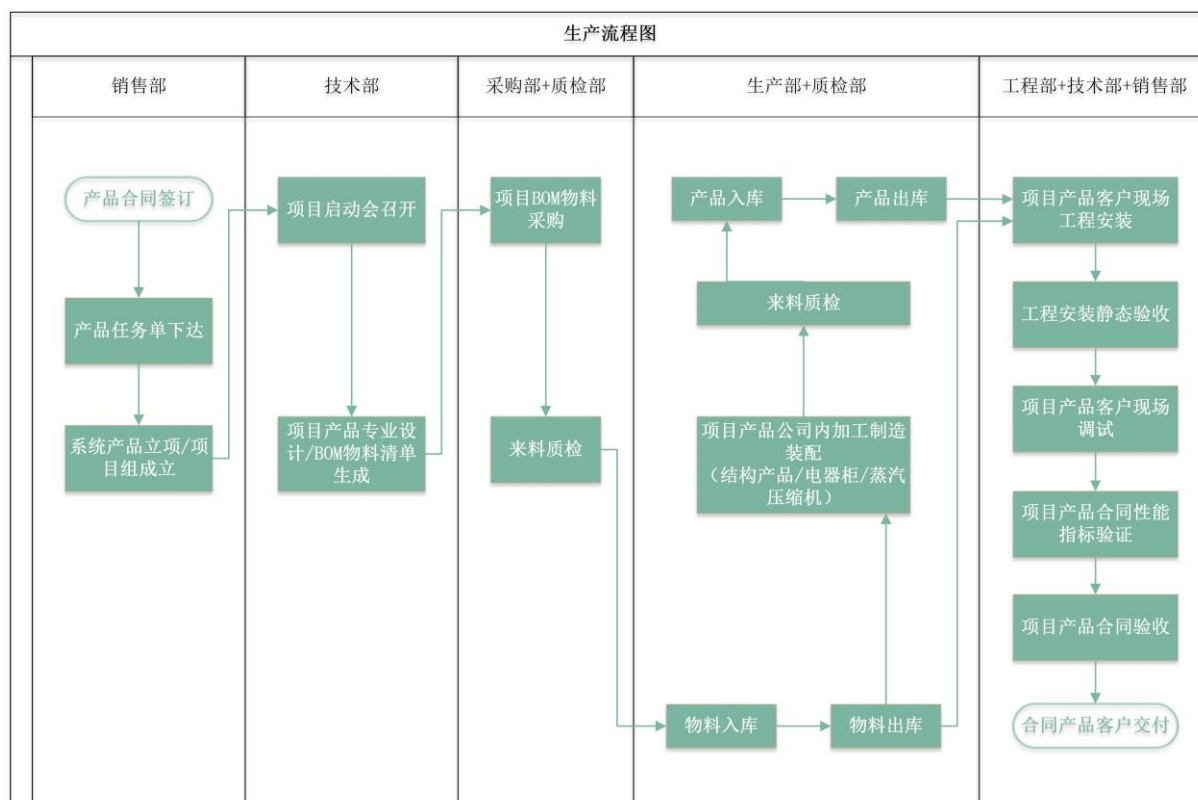 生产流程图
销售部
技术部
采购部+质检部
生产部+质检部
工程部+技术部+销售部
产品合同签订
产品任务单下达
系统产品立项/项
目组成立
项目启动会召开
项目产品专业设
计/BOM物料清单
生成
项目BOM物料
采购
来料质检
产品入库
产品出库
来料质检
项目产品公司内加工制造
装配
（结构产品/电器柜/蒸汽
压缩机）
物料入库
物料出库
项目产品客户现场
工程安装
工程安装静态验收
项目产品客户现场
调试
项目产品合同性能
指标验证
项目产品合同验收
合同产品客户交付